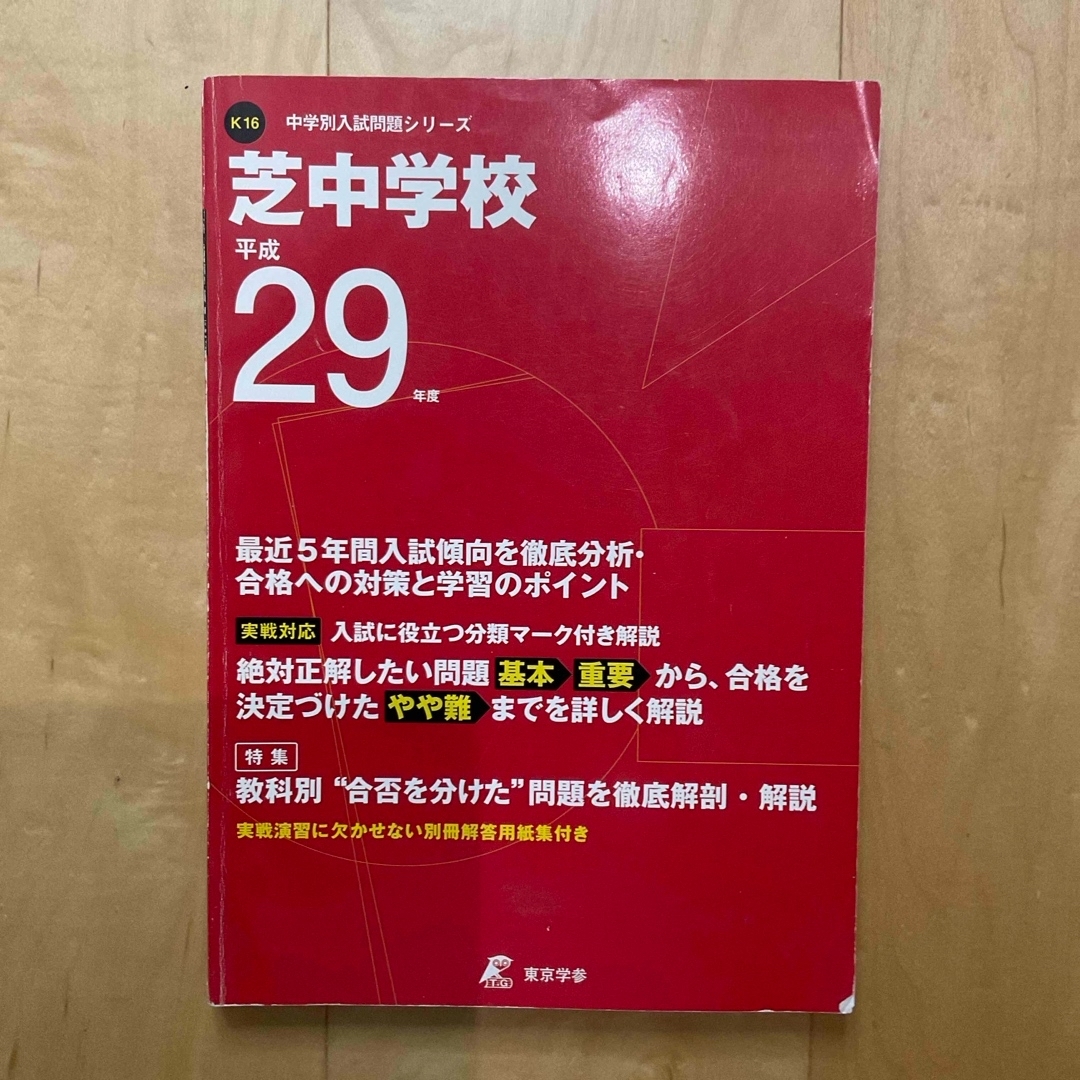 K16
中学別入試問題シリーズ
芝中学校
平成
29年度
最近5年間入試傾向を徹底分析・
合格への対策と学習のポイント
実戦対応 入試に役立つ分類マーク付き解説
絶対正解したい問題 基本 重要 から、合格を
決定づけた やや難 までを詳しく解説
特集
教科別“合否を分けた”問題を徹底解剖・解説
実戦演習に欠かせない別冊解答用紙集付き
東京学参